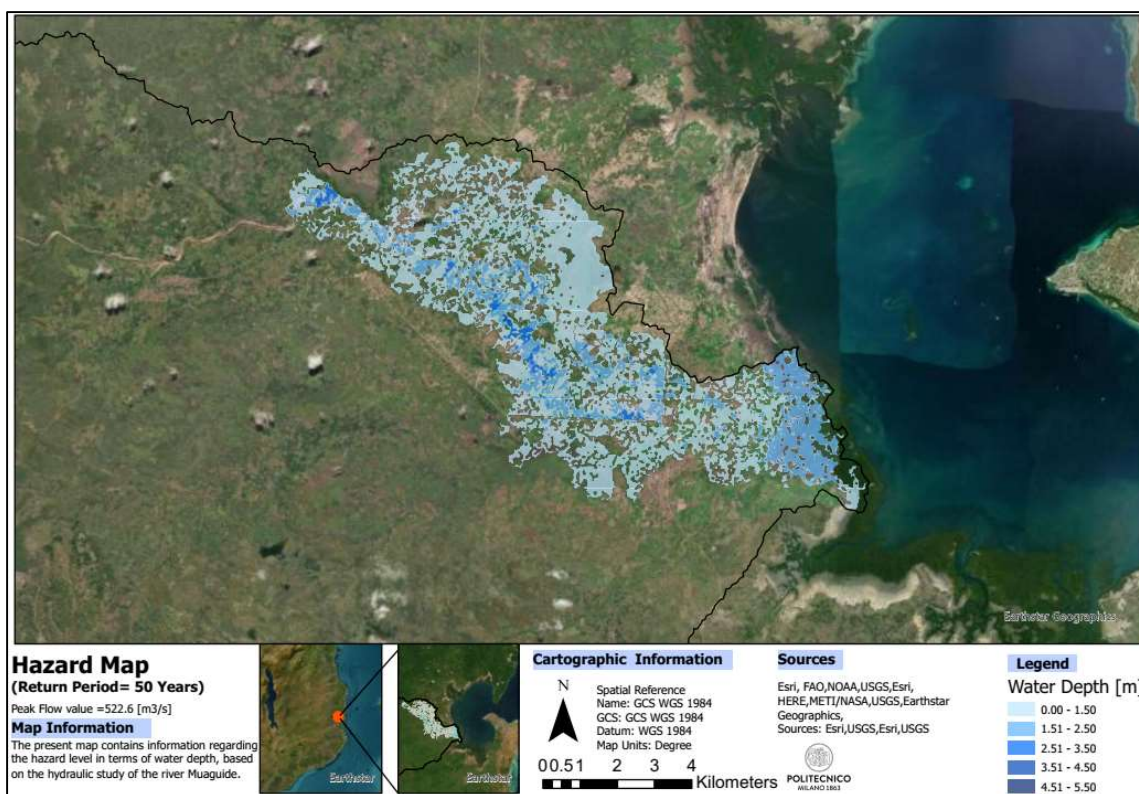 Earthstar Geographics
Hazard Map
(Return Period= 50 Years)
Peak Flow value =522.6 [m3/s]
Map Information
The present map contains information regarding
the hazard level in terms of water depth, based
on the hydraulic study of the river Muaguide.
Earthstar
Earthstar
Cartographic Information
N
Spatial Reference
Name: GCS WGS 1984
GCS: GCS WGS 1984
Datum: WGS 1984
Map Units: Degree
0 0.5 1 2 3 4
Kilometers
Sources
Esri, FAO,NOAA,USGS,Esri,
HERE,METI/NASA,USGS,Earthstar
Geographics,
Sources: Esri,USGS,Esri,USGS
POLITECNICO
MILANO 1863
Legend
Water Depth [m]
0.00 - 1.50
1.51 - 2.50
2.51 - 3.50
3.51 - 4.50
4.51 - 5.50